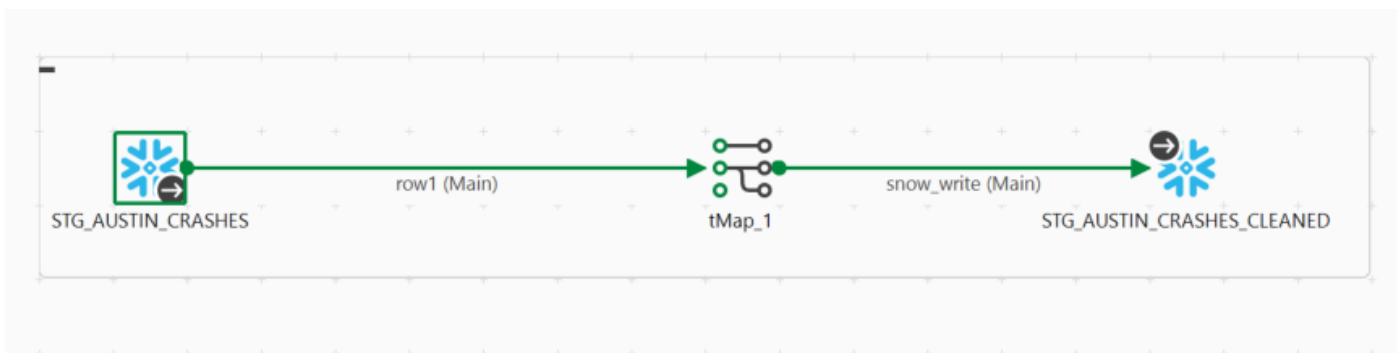 row1 (Main)
snow_write (Main)
STG_AUSTIN_CRASHES
tMap_1
STG_AUSTIN_CRASHES_CLEANED